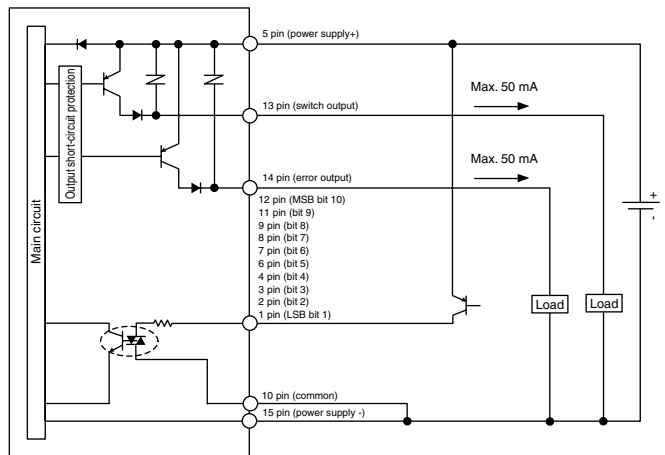 5 pin (power supply+)
Main circuit
Output short-circuit protection
13 pin (switch output)
Max. 50 mA
14 pin (error output)
Max. 50 mA
12 pin (MSB bit 10)
11 pin (bit 9)
9 pin (bit 8)
8 pin (bit 7)
7 pin (bit 6)
6 pin (bit 5)
4 pin (bit 4)
3 pin (bit 3)
2 pin (bit 2)
1 pin (LSB bit 1)
+
-
Load
Load
10 pin (common)
15 pin (power supply -)